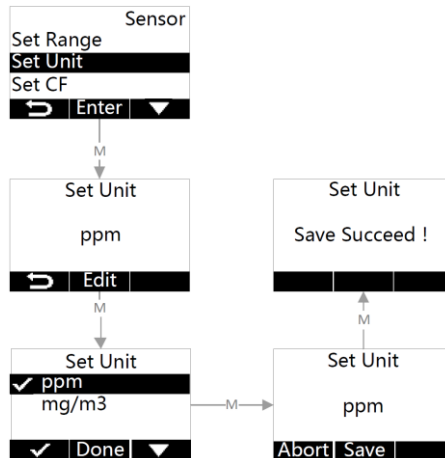 Sensor
Set Range
Set Unit
Set CF
Enter
M
Set Unit
ppm
Edit
M
Set Unit
ppm
mg/m3
Done
M
Set Unit
ppm
Abort Save
M
Set Unit
Save Succeed !